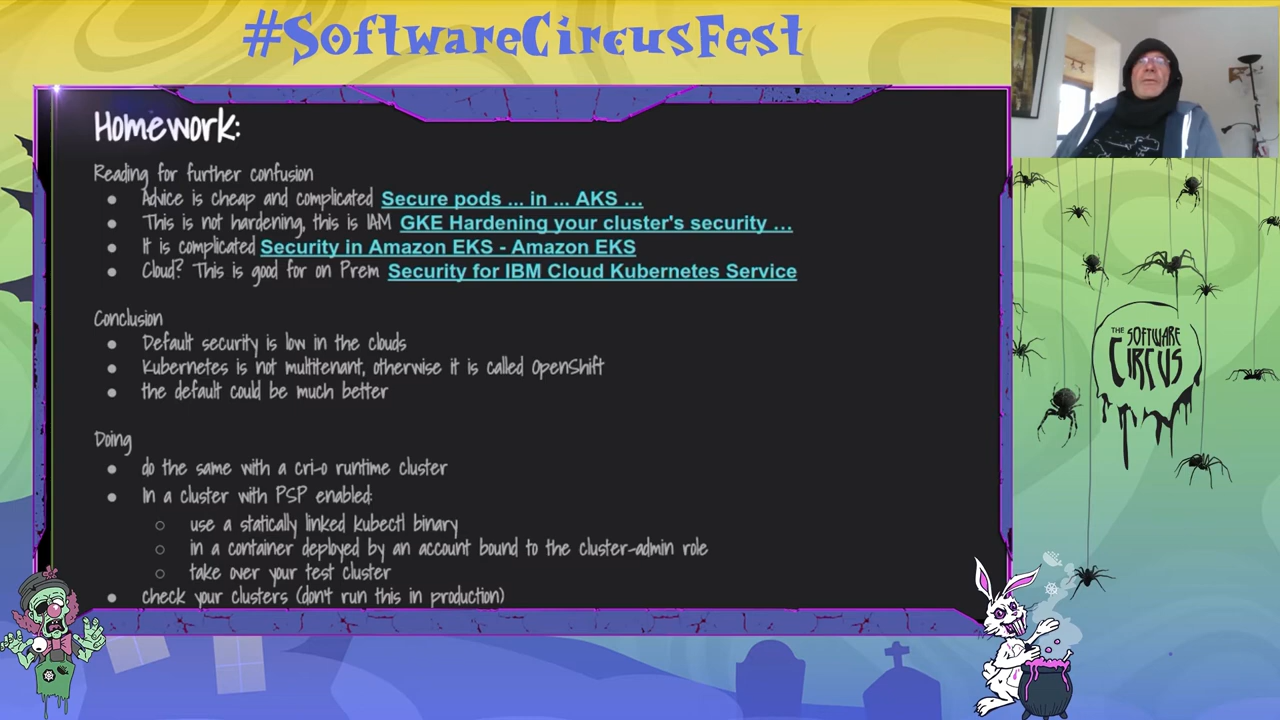 #SoftwareCircusFest
Homework:
Reading for further confusion
● Advice is cheap and complicated Secure pods ... in ... AKS ...
● This is not hardening, this is IAM GKE Hardening your cluster's security ...
● It is complicated Security in Amazon EKS - Amazon EKS
● Cloud? This is good for on Prem Security for IBM Cloud Kubernetes Service
Conclusion
● Default security is low in the clouds
● Kubernetes is not multitenant, otherwise it is called OpenShift
● the default could be much better
Doing
● do the same with a cri-o runtime cluster
● In a cluster with PSP enabled:
○ use a statically linked kubectl binary
○ in a container deployed by an account bound to the cluster-admin role
○ take over your test cluster
● check your clusters (don't run this in production)
THE SOFTWARE
CIRCUS